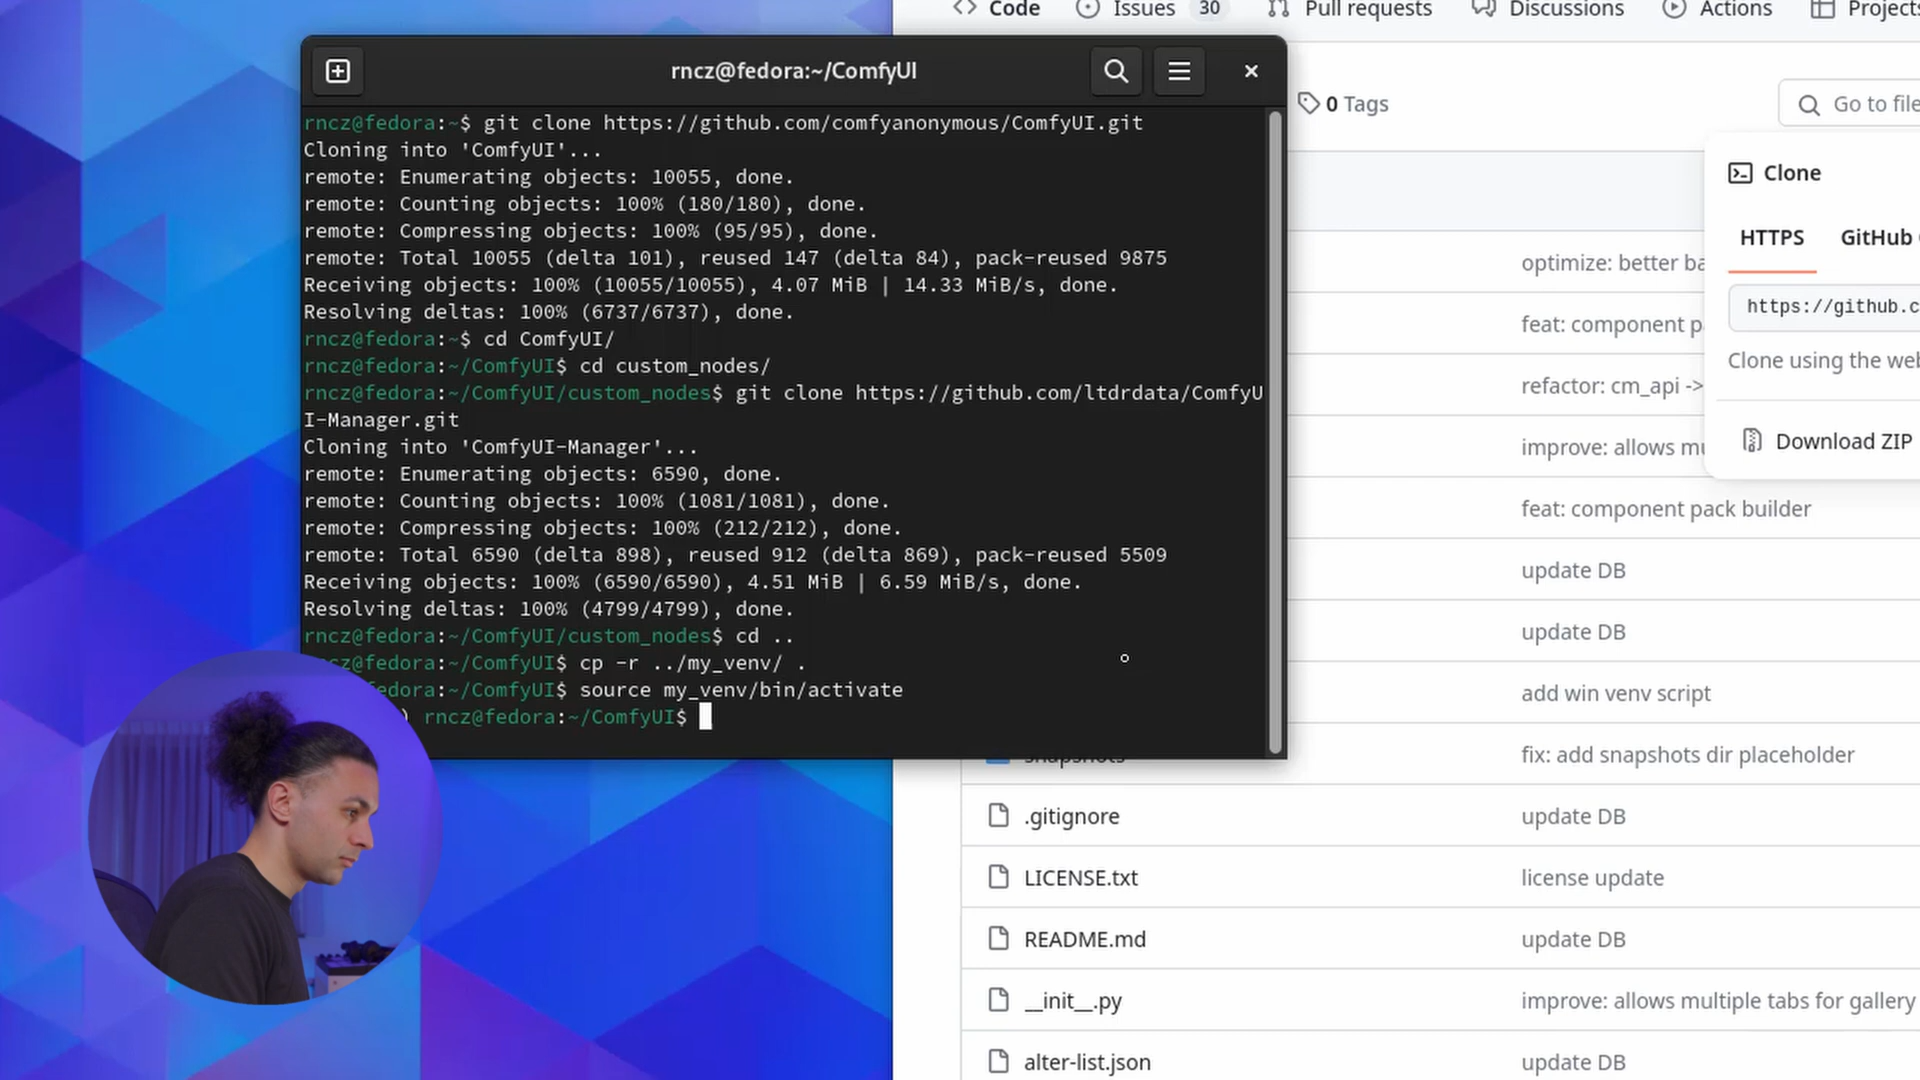 Code
Issues 30
Pull requests
Discussions
Actions
Projects
rncz@fedora:~/ComfyUI
rncz@fedora:~$ git clone https://github.com/comfyanonymous/ComfyUI.git
Cloning into 'ComfyUI'...
remote: Enumerating objects: 10055, done.
remote: Counting objects: 100% (180/180), done.
remote: Compressing objects: 100% (95/95), done.
remote: Total 10055 (delta 101), reused 147 (delta 84), pack-reused 9875
Receiving objects: 100% (10055/10055), 4.07 MiB | 14.33 MiB/s, done.
Resolving deltas: 100% (6737/6737), done.
rncz@fedora:~$ cd ComfyUI/
rncz@fedora:~/ComfyUI$ cd custom_nodes/
rncz@fedora:~/ComfyUI/custom_nodes$ git clone https://github.com/ltdrdata/ComfyU
I-Manager.git
Cloning into 'ComfyUI-Manager'...
remote: Enumerating objects: 6590, done.
remote: Counting objects: 100% (1081/1081), done.
remote: Compressing objects: 100% (212/212), done.
remote: Total 6590 (delta 898), reused 912 (delta 869), pack-reused 5509
Receiving objects: 100% (6590/6590), 4.51 MiB | 6.59 MiB/s, done.
Resolving deltas: 100% (4799/4799), done.
rncz@fedora:~/ComfyUI/custom_nodes$ cd ..
cz@fedora:~/ComfyUI$ cp -r ../my_venv/ .
edora:~/ComfyUI$ source my_venv/bin/activate
) rncz@fedora:~/ComfyUI$
0 Tags
Go to file
Clone
HTTPS
GitHub
https://github.c
Clone using the web
Download ZIP
optimize: better ba
feat: component p
refactor: cm_api ->
improve: allows mu
feat: component pack builder
update DB
update DB
add win venv script
snapshots fix: add snapshots dir placeholder
.gitignore update DB
LICENSE.txt license update
README.md update DB
__init__.py improve: allows multiple tabs for gallery
alter-list.json update DB